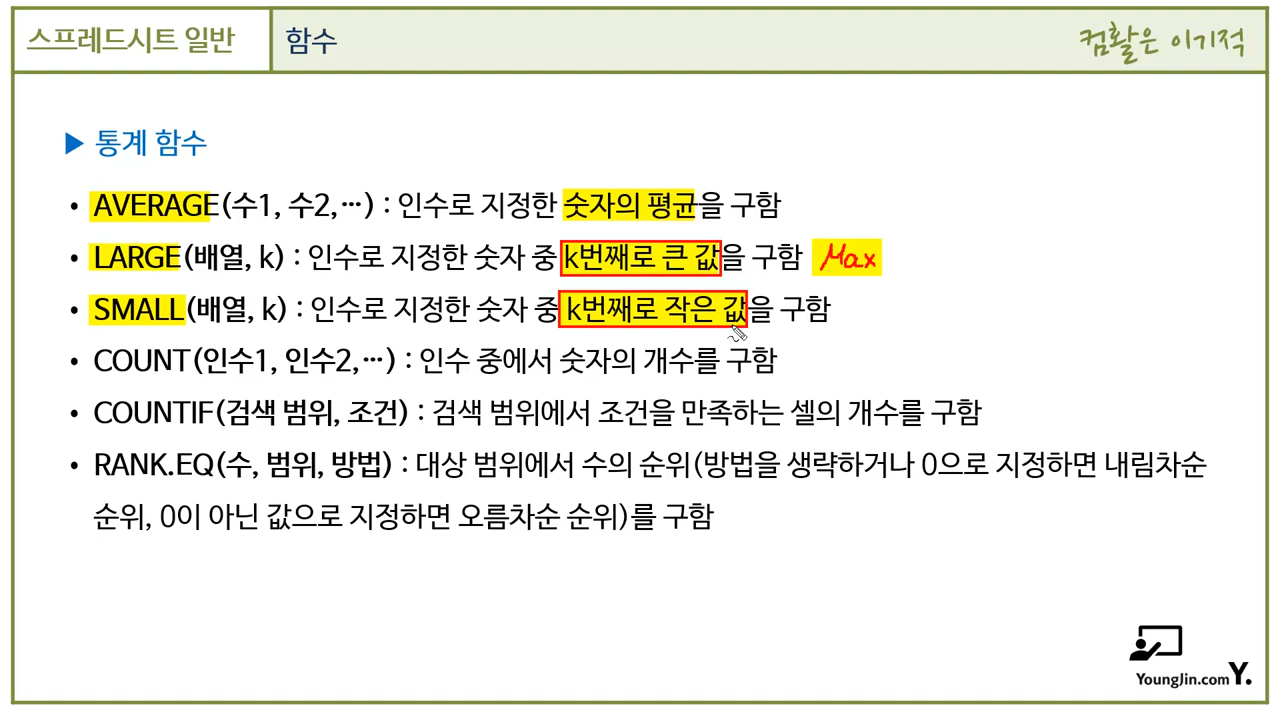 스프레드시트 일반
함수
컴활은 이기적
▶ 통계 함수
• AVERAGE(수1, 수2,⋯) : 인수로 지정한 숫자의 평균을 구함
• LARGE(배열, k) : 인수로 지정한 숫자 중 k번째로 큰 값을 구함 Max
• SMALL(배열, k) : 인수로 지정한 숫자 중 k번째로 작은 값을 구함
• COUNT(인수1, 인수2,⋯) : 인수 중에서 숫자의 개수를 구함
• COUNTIF(검색 범위, 조건) : 검색 범위에서 조건을 만족하는 셀의 개수를 구함
• RANK.EQ(수, 범위, 방법) : 대상 범위에서 수의 순위(방법을 생략하거나 0으로 지정하면 내림차순
순위, 0이 아닌 값으로 지정하면 오름차순 순위)를 구함
YoungJin.com Y.